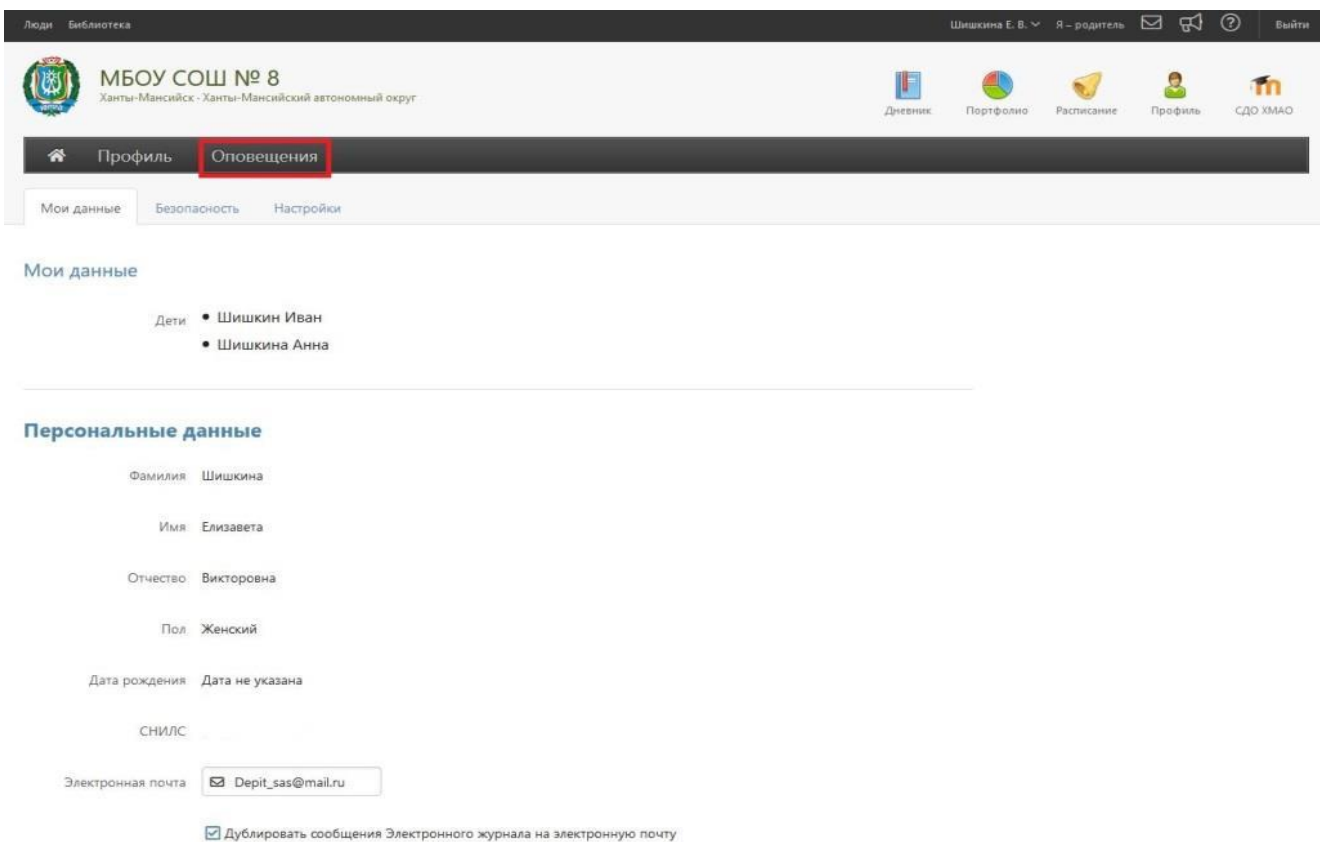 Люди Библиотека Шишкина Е. В. Я – родитель Выйти
МБОУ СОШ № 8
Ханты-Мансийск - Ханты-Мансийский автономный округ
Дневник Портфолио Расписание Профиль СДО ХМАО
Профиль Оповещения
Мои данные Безопасность Настройки
Мои данные
Дети • Шишкин Иван
• Шишкина Анна
Персональные данные
Фамилия Шишкина
Имя Елизавета
Отчество Викторовна
Пол Женский
Дата рождения Дата не указана
СНИЛС
Электронная почта Depit_sas@mail.ru
Дублировать сообщения Электронного журнала на электронную почту